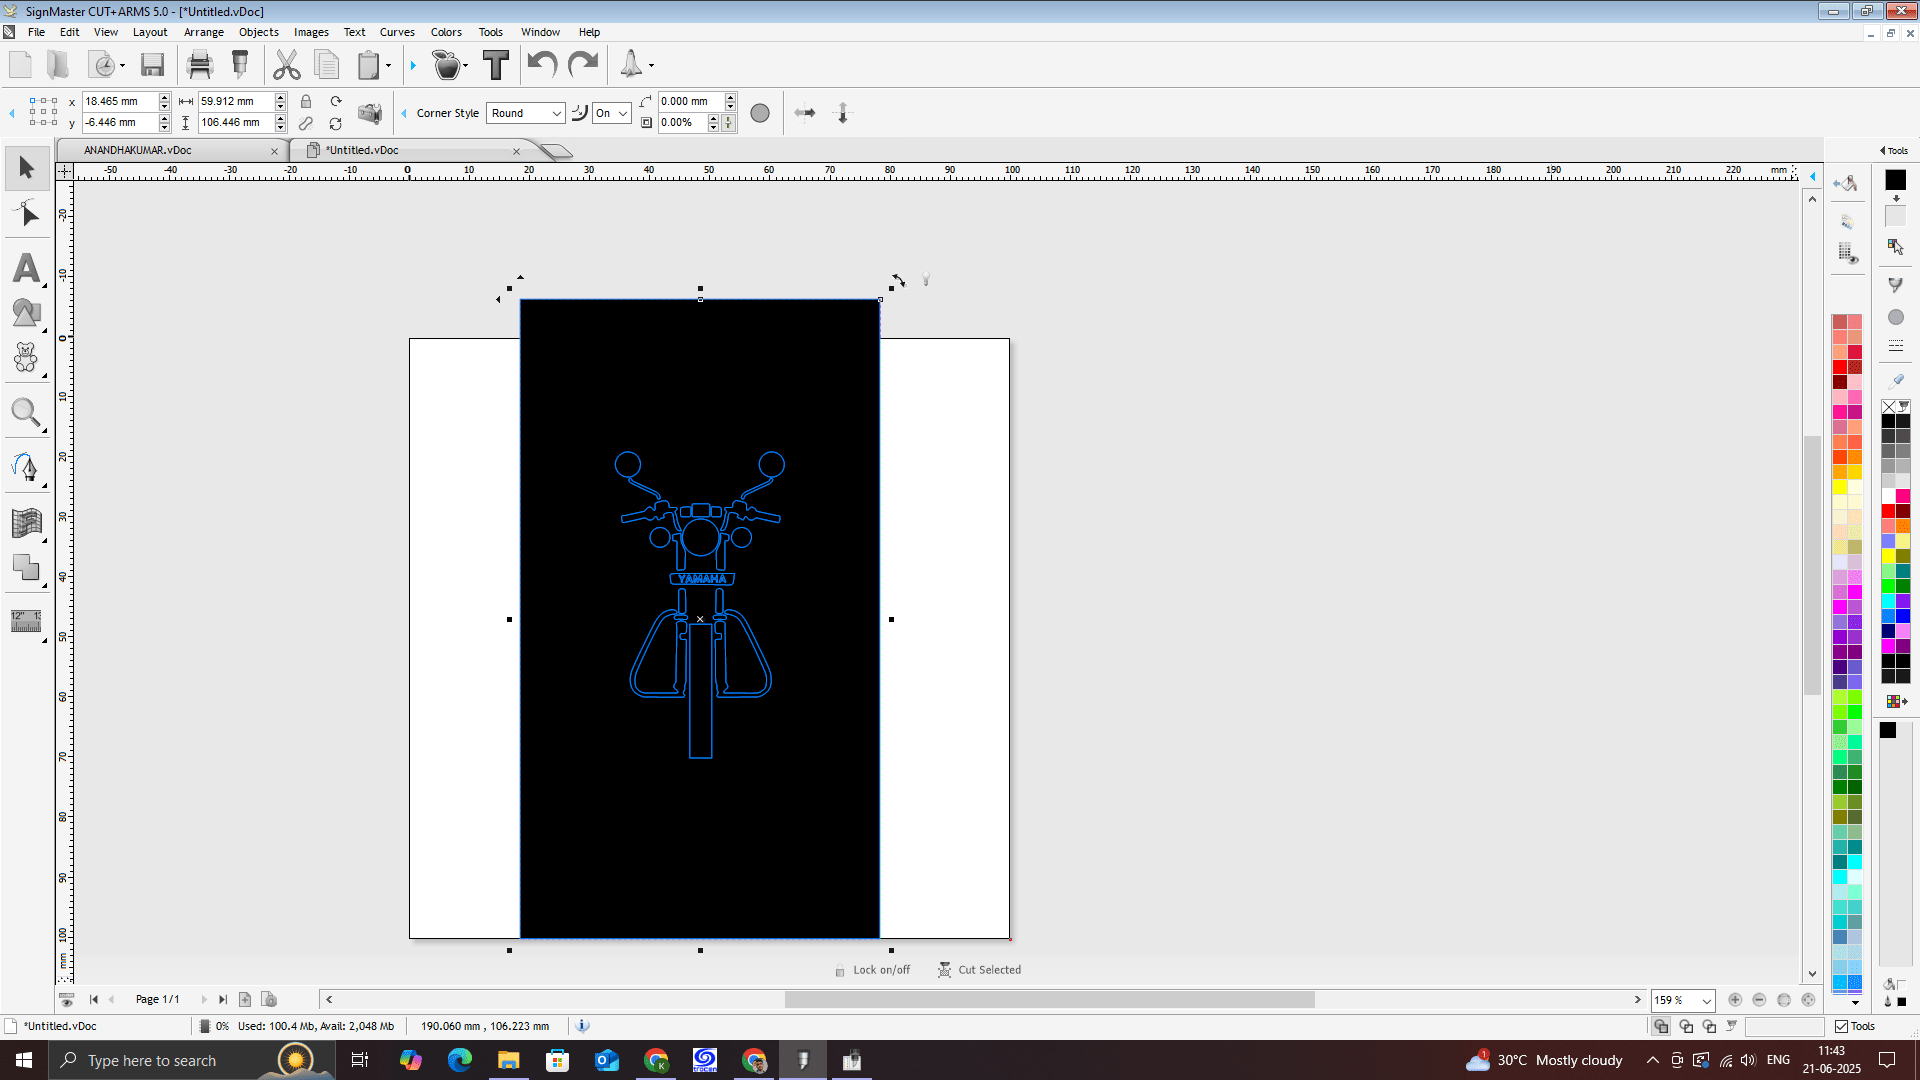 SignMaster CUT+ARMS 5.0 - [*Untitled.vDoc]
File Edit View Layout Arrange Objects Images Text Curves Colors Tools Window Help
x 18.465 mm 59.912 mm Corner Style Round On 0.000 mm
y -6.446 mm 106.446 mm 0.00%
ANANDHAKUMAR.vDoc *Untitled.vDoc Tools
-50 -40 -30 -20 -10 0 10 20 30 40 50 60 70 80 90 100 110 120 130 140 150 160 170 180 190 200 210 220 mm
-20
-10
0
10
20
30
40
50
60
70
80
90
100
mm
YAMAHA
12"
Lock on/off Cut Selected
Page 1/1 159 %
*Untitled.vDoc 0% Used: 100.4 Mb, Avail: 2,048 Mb 190.060 mm , 106.223 mm Tools
Type here to search 30°C Mostly cloudy ENG 11:43
21-06-2025